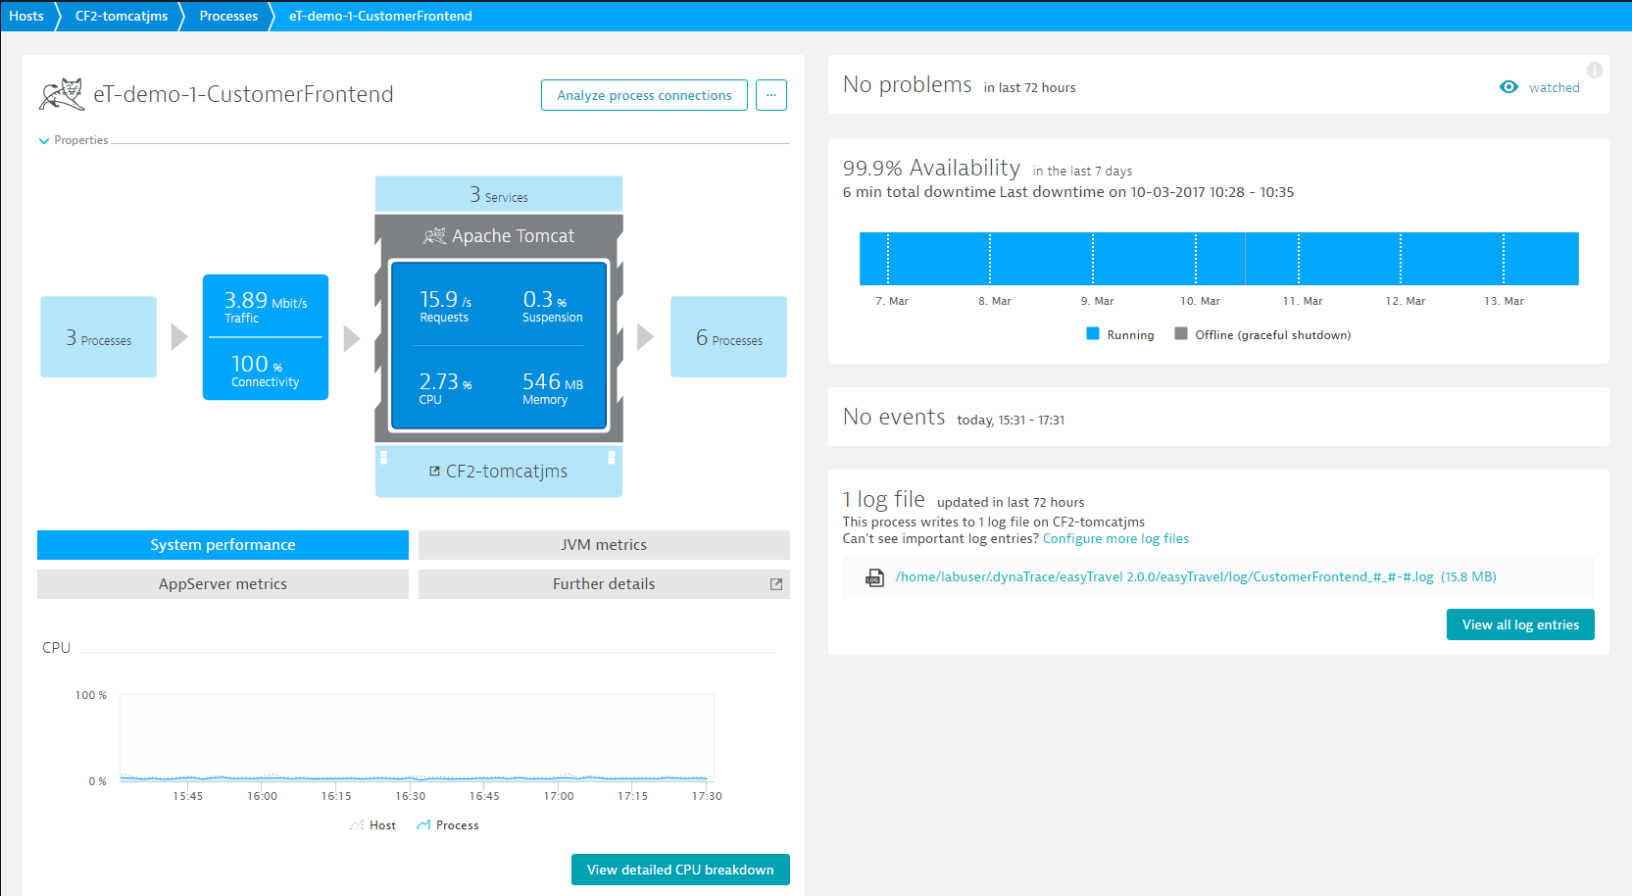 Hosts
CF2-tomcatjms
Processes
eT-demo-1-CustomerFrontend
eT-demo-1-CustomerFrontend
Analyze process connections
...
Properties
3 Services
Apache Tomcat
3 Processes
3.89 Mbit/s
Traffic
100 %
Connectivity
15.9 /s
Requests
0.3 %
Suspension
2.73 %
CPU
546 MB
Memory
6 Processes
CF2-tomcatjms
System performance
JVM metrics
AppServer metrics
Further details
CPU
100 %
0 %
15:45 16:00 16:15 16:30 16:45 17:00 17:15 17:30
Host Process
View detailed CPU breakdown
No problems in last 72 hours
watched
99.9% Availability in the last 7 days
6 min total downtime Last downtime on 10-03-2017 10:28 - 10:35
7. Mar 8. Mar 9. Mar 10. Mar 11. Mar 12. Mar 13. Mar
Running Offline (graceful shutdown)
No events today, 15:31 - 17:31
1 log file updated in last 72 hours
This process writes to 1 log file on CF2-tomcatjms
Can't see important log entries? Configure more log files
/home/labuser/.dynaTrace/easyTravel 2.0.0/easyTravel/log/CustomerFrontend_#_#-#.log (15.8 MB)
View all log entries